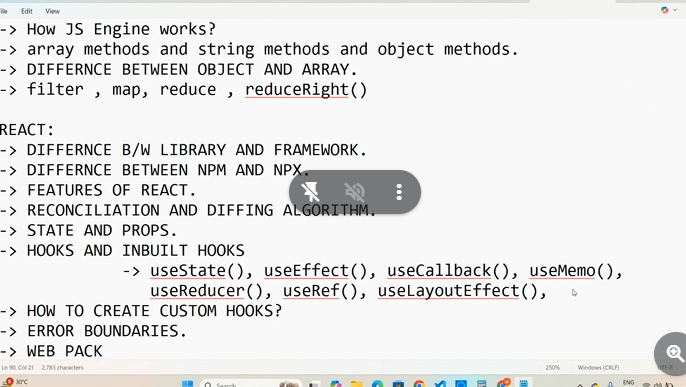 File Edit View
-> How JS Engine works?
-> array methods and string methods and object methods.
-> DIFFERNCE BETWEEN OBJECT AND ARRAY.
-> filter , map, reduce , reduceRight()
REACT:
-> DIFFERNCE B/W LIBRARY AND FRAMEWORK.
-> DIFFERNCE BETWEEN NPM AND NPX.
-> FEATURES OF REACT.
-> RECONCILIATION AND DIFFING ALGORITHM.
-> STATE AND PROPS.
-> HOOKS AND INBUILT HOOKS
-> useState(), useEffect(), useCallback(), useMemo(),
useReducer(), useRef(), useLayoutEffect(),
-> HOW TO CREATE CUSTOM HOOKS?
-> ERROR BOUNDARIES.
-> WEB PACK
Ln 90, Col 21 2,783 characters 250% Windows (CRLF) UTF-8
30°C Search ENG